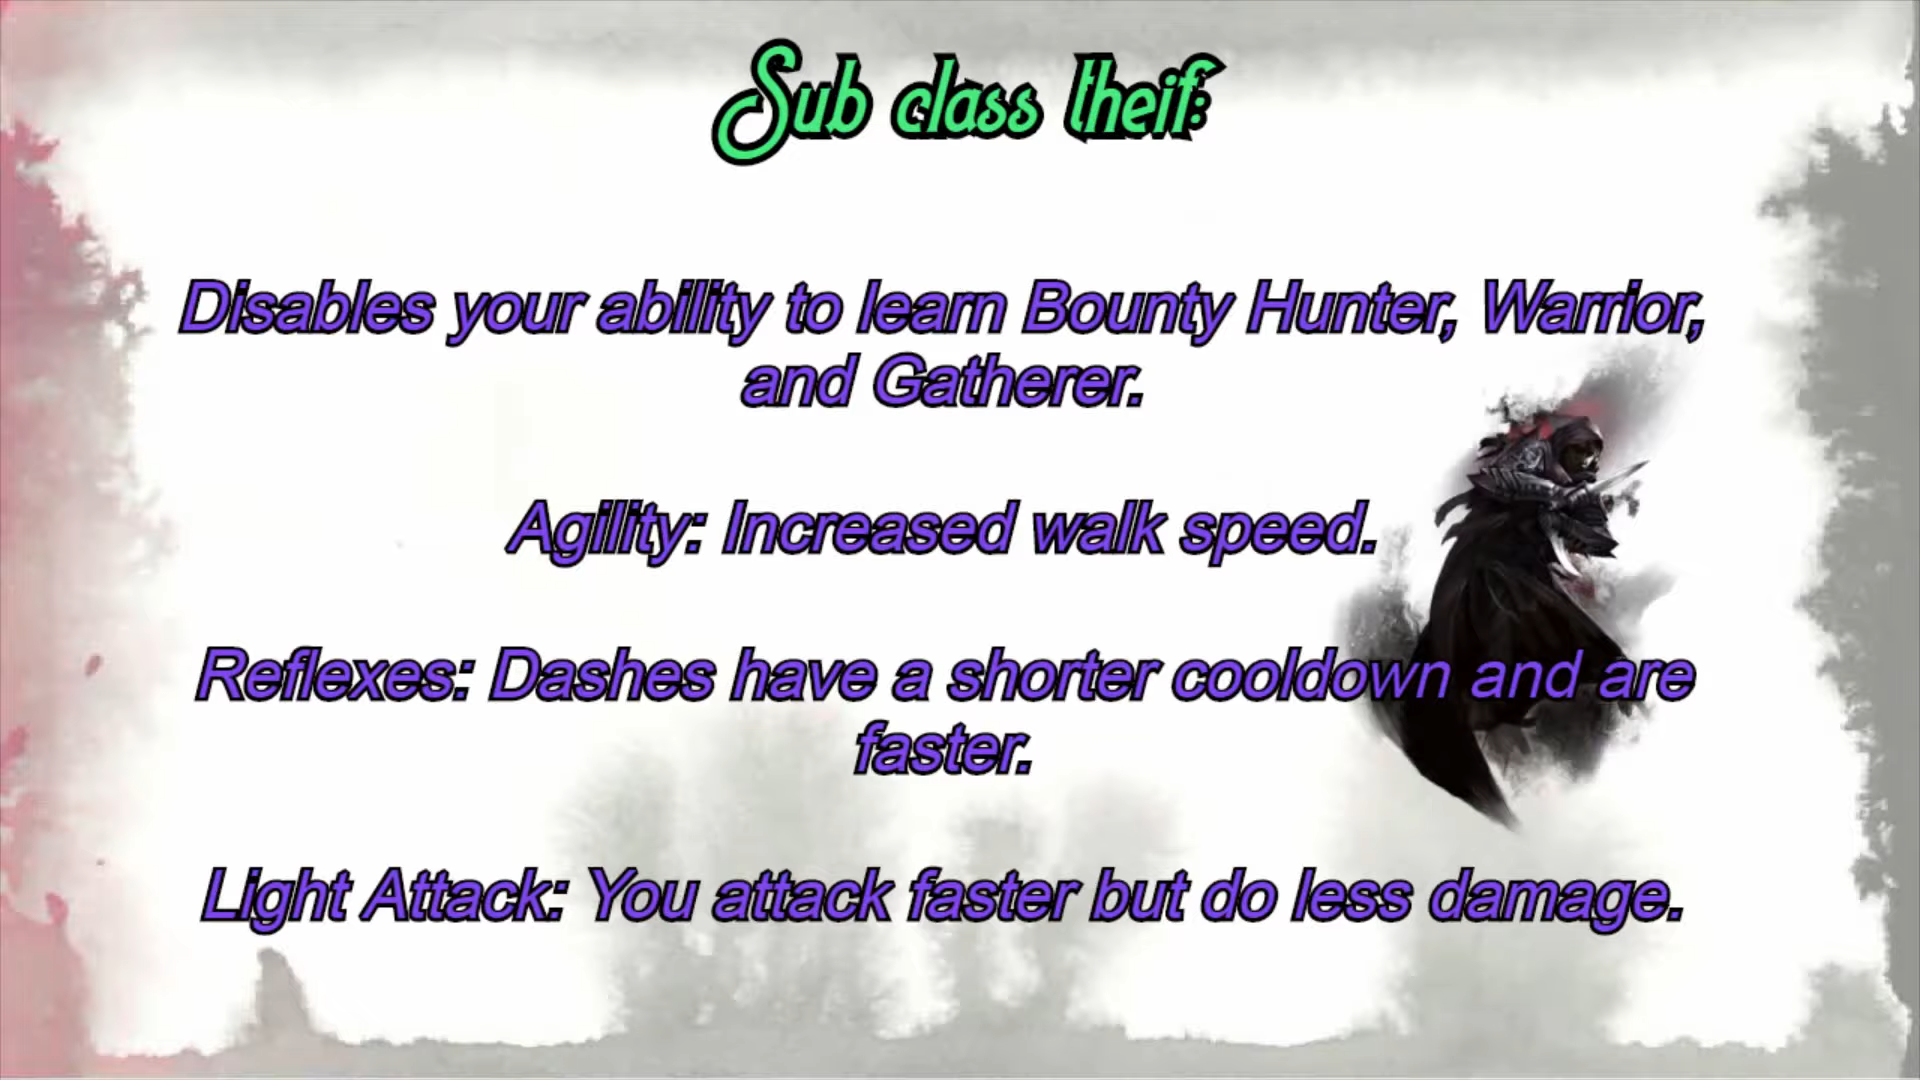 Sub class theif:
Disables your ability to learn Bounty Hunter, Warrior,
and Gatherer.
Agility: Increased walk speed.
Reflexes: Dashes have a shorter cooldown and are
faster.
Light Attack: You attack faster but do less damage.